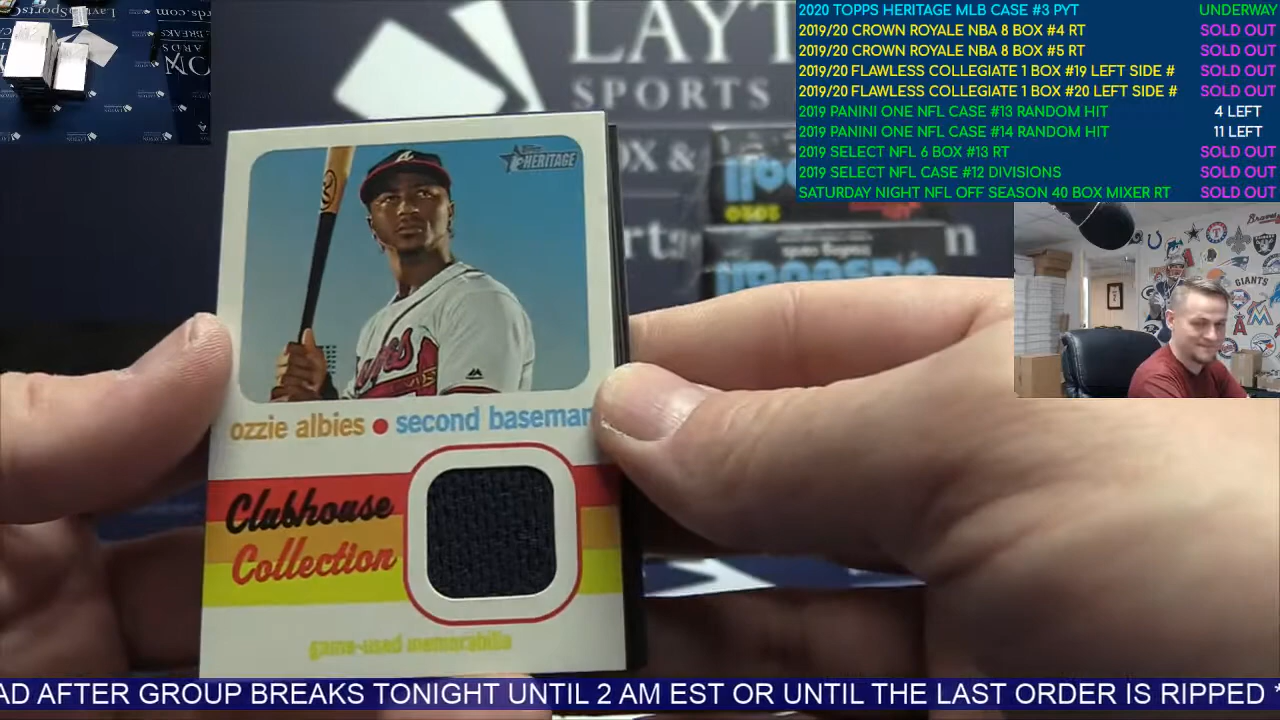 2020 TOPPS HERITAGE MLB CASE #3 PYT UNDERWAY
2019/20 CROWN ROYALE NBA 8 BOX #4 RT SOLD OUT
2019/20 CROWN ROYALE NBA 8 BOX #5 RT SOLD OUT
2019/20 FLAWLESS COLLEGIATE 1 BOX #19 LEFT SIDE # SOLD OUT
2019/20 FLAWLESS COLLEGIATE 1 BOX #20 LEFT SIDE # SOLD OUT
2019 PANINI ONE NFL CASE #13 RANDOM HIT 4 LEFT
2019 PANINI ONE NFL CASE #14 RANDOM HIT 11 LEFT
2019 SELECT NFL 6 BOX #13 RT SOLD OUT
2019 SELECT NFL CASE #12 DIVISIONS SOLD OUT
SATURDAY NIGHT NFL OFF SEASON 40 BOX MIXER RT SOLD OUT
LAYT
SPORTS
HERITAGE
Braves
GIANTS
ozzie albies • second baseman
Clubhouse
Collection
game-used memorabilia
AD AFTER GROUP BREAKS TONIGHT UNTIL 2 AM EST OR UNTIL THE LAST ORDER IS RIPPED *